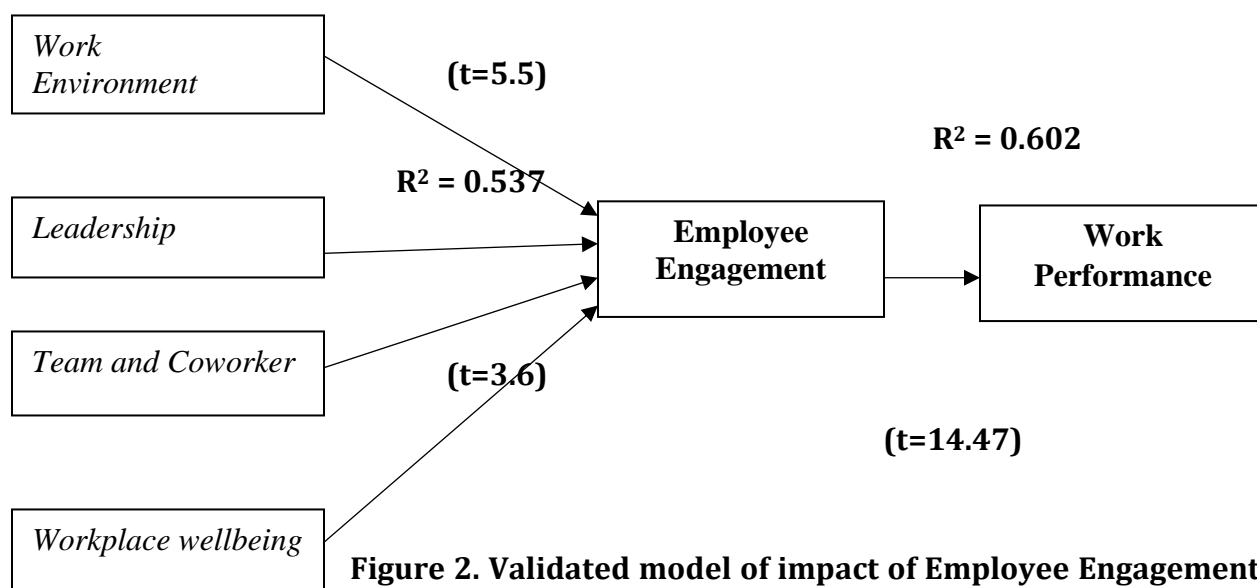 Work
Environment
(t=5.5)
R² = 0.602
R² = 0.537
Leadership
Employee
Engagement
Work
Performance
Team and Coworker
(t=3.6)
(t=14.47)
Workplace wellbeing
Figure 2. Validated model of impact of Employee Engagement